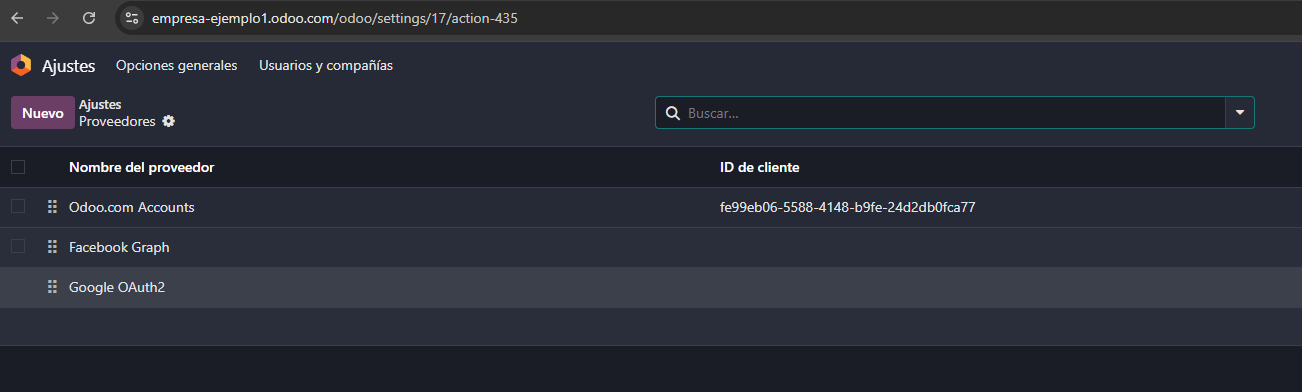 empresa-ejemplo1.odoo.com/odoo/settings/17/action-435
Ajustes Opciones generales Usuarios y compañías
Nuevo
Ajustes
Proveedores
Buscar...
Nombre del proveedor ID de cliente
Odoo.com Accounts fe99eb06-5588-4148-b9fe-24d2db0fca77
Facebook Graph
Google OAuth2